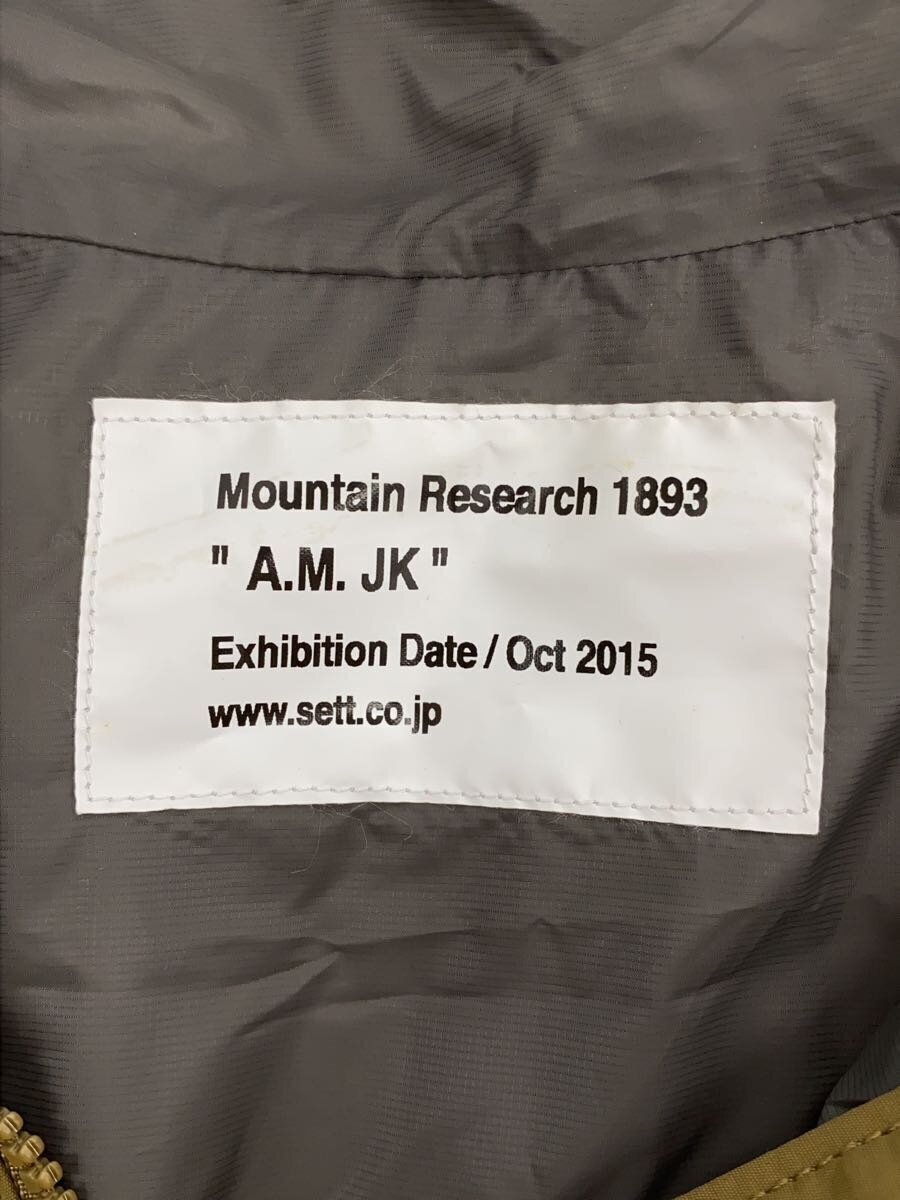 Mountain Research 1893
" A.M. JK "
Exhibition Date / Oct 2015
www.sett.co.jp